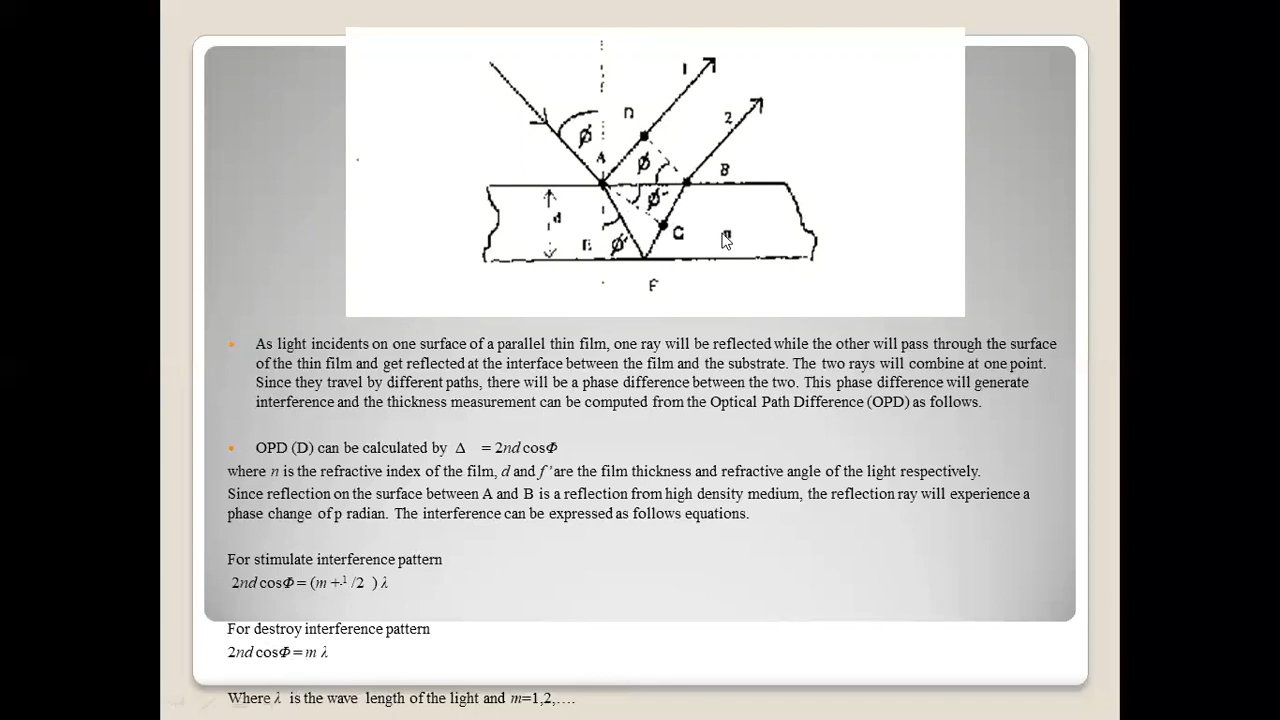 1
D
2
ϕ
A
ϕ
B
ϕ'
d
G
E ϕ'
n
F
As light incidents on one surface of a parallel thin film, one ray will be reflected while the other will pass through the surface
of the thin film and get reflected at the interface between the film and the substrate. The two rays will combine at one point.
Since they travel by different paths, there will be a phase difference between the two. This phase difference will generate
interference and the thickness measurement can be computed from the Optical Path Difference (OPD) as follows.
OPD (D) can be calculated by Δ = 2nd cosΦ
where n is the refractive index of the film, d and f' are the film thickness and refractive angle of the light respectively.
Since reflection on the surface between A and B is a reflection from high density medium, the reflection ray will experience a
phase change of p radian. The interference can be expressed as follows equations.
For stimulate interference pattern
2nd cosΦ = (m +-1/2 ) λ
For destroy interference pattern
2nd cosΦ = m λ
Where λ is the wave length of the light and m=1,2,….